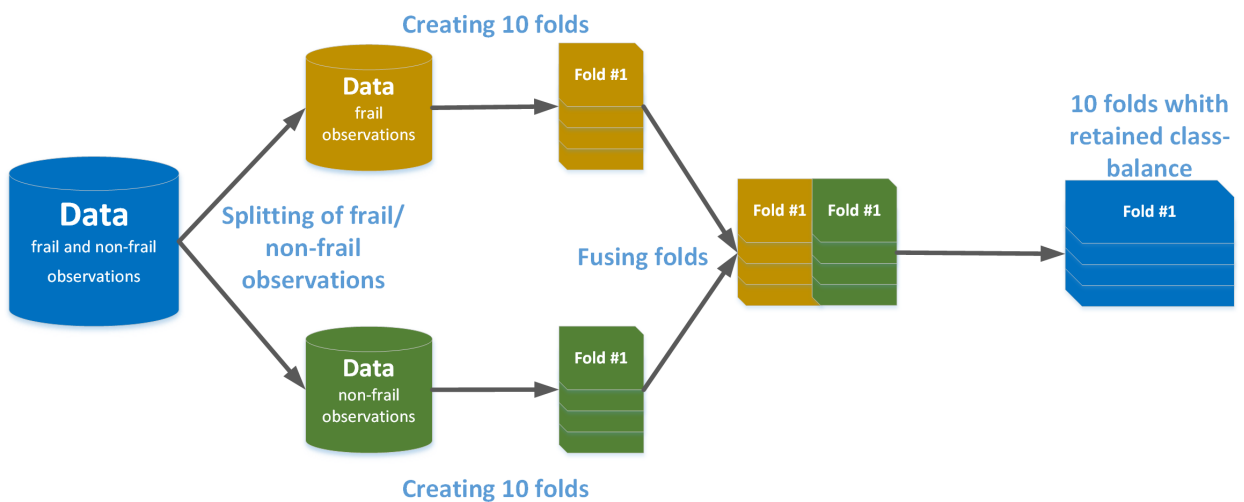 Creating 10 folds
Data
frail
observations
Fold #1
10 folds whith
retained class-
balance
Data
frail and non-frail
observations
Splitting of frail/
non-frail
observations
Fusing folds
Fold #1
Fold #1
Fold #1
Data
non-frail
observations
Fold #1
Creating 10 folds